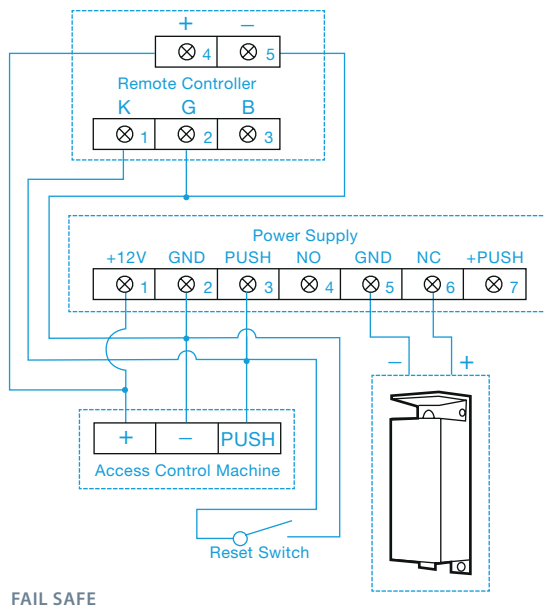 + −
4 5
Remote Controller
K G B
1 2 3
Power Supply
+12V GND PUSH NO GND NC +PUSH
1 2 3 4 5 6 7
− +
+ − PUSH
Access Control Machine
Reset Switch
FAIL SAFE